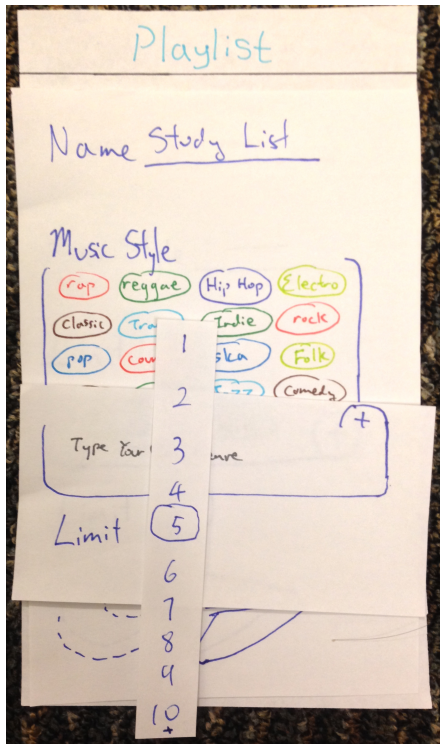 Playlist
Name Study List
Music Style
rap reggae Hip Hop Electro
Classic Indie rock
pop ska Folk
Comedy
+
Type Your
Limit
1
2
3
4
5
6
7
8
9
10
+